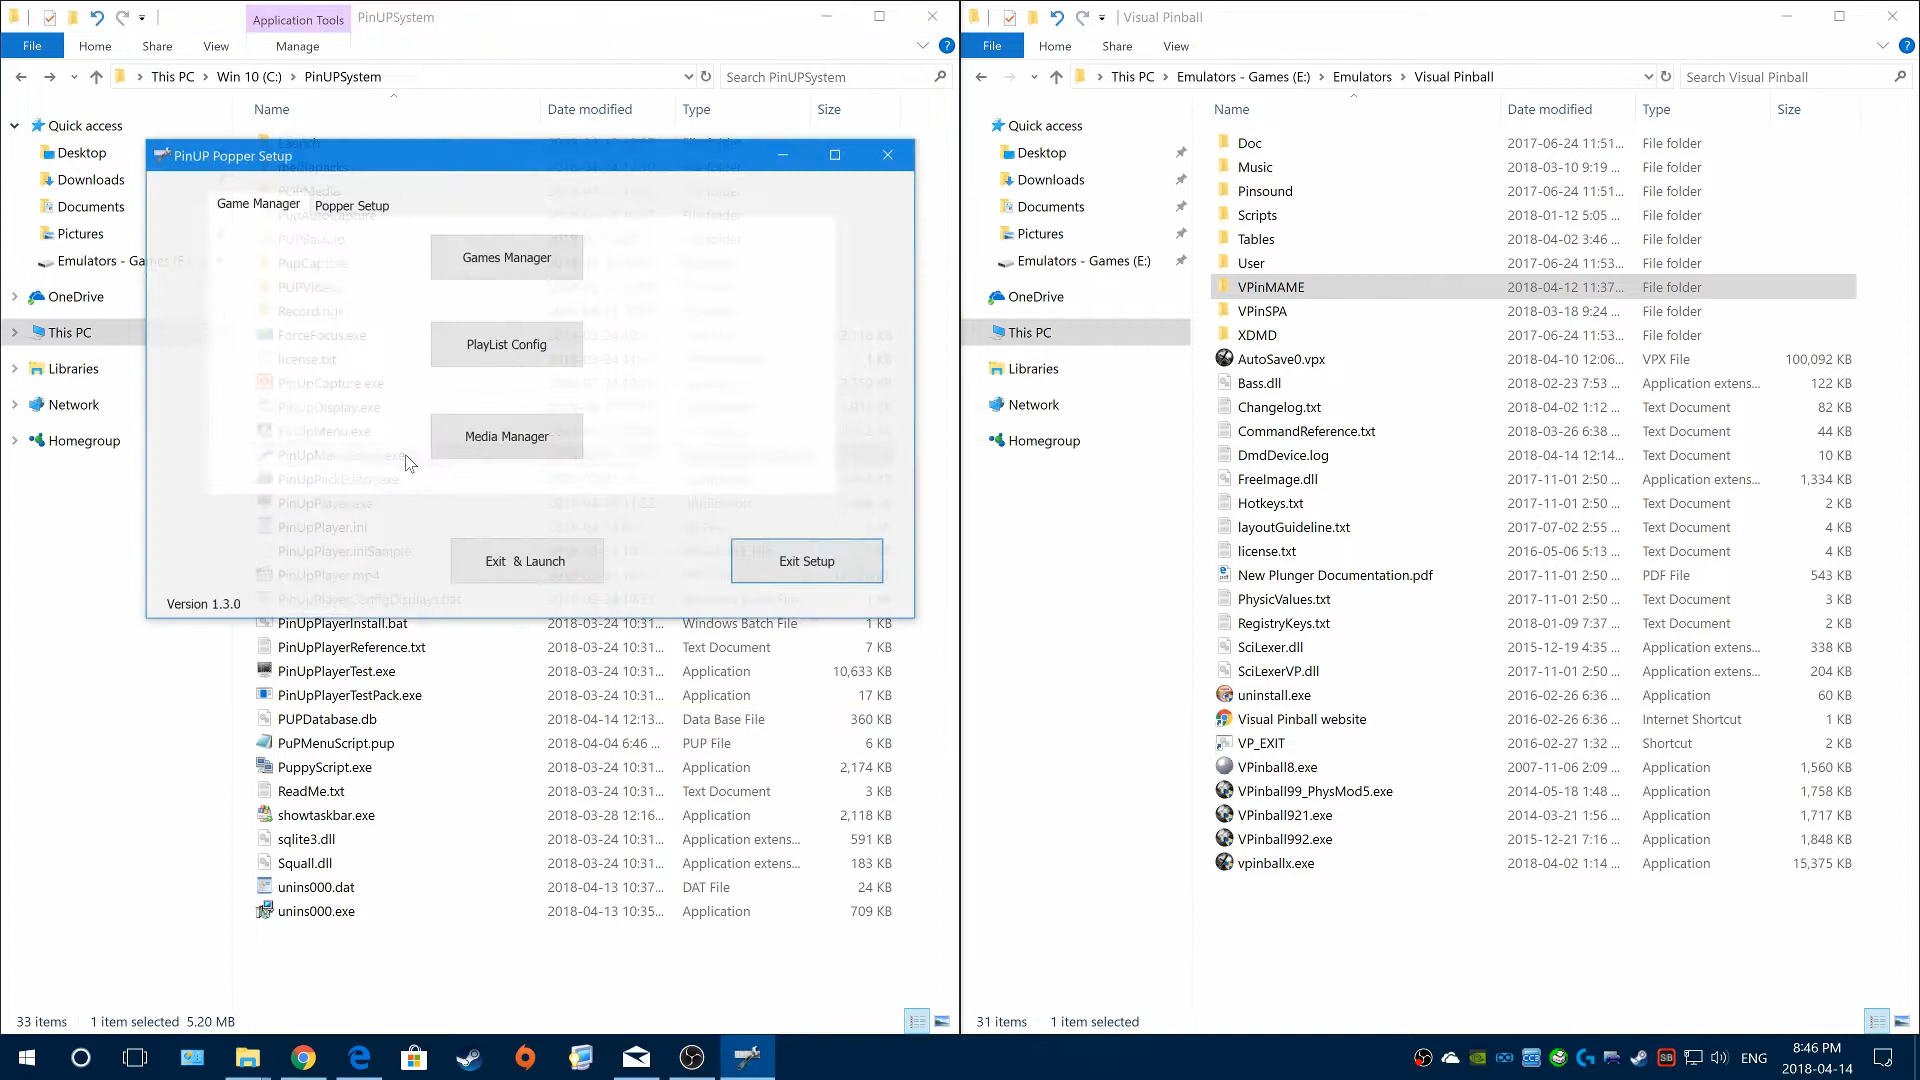 Application Tools
PinUPSystem
File
Home
Share
View
Manage
This PC
Win 10 (C:)
PinUPSystem
Search PinUPSystem
Name
Date modified
Type
Size
Quick access
Desktop
Downloads
Documents
Pictures
Emulators - Ga
OneDrive
This PC
Libraries
Network
Homegroup
PinUP Popper Setup
Game Manager
Popper Setup
Games Manager
PlayList Config
Media Manager
Exit & Launch
Exit Setup
Version 1.3.0
PUPMedia
PupAutoCapture
PUPBackup
PupCapture
ForceFocus.exe
license.txt
PinUpCapture.exe
PinUpDisplay.exe
PinUpMenu.exe
PinUpPackEditor.exe
PinUpPlayer.exe
PinUpPlayer.ini
PinUpPlayer.iniSample
PinUpPlayer.mp4
PinUpPlayerConfigDisplays.bat
PinUpPlayerInstall.bat 2018-03-24 10:31... Windows Batch File 1 KB
PinUpPlayerReference.txt 2018-03-24 10:31... Text Document 7 KB
PinUpPlayerTest.exe 2018-03-24 10:31... Application 10,633 KB
PinUpPlayerTestPack.exe 2018-03-24 10:31... Application 17 KB
PUPDatabase.db 2018-04-14 12:13... Data Base File 360 KB
PuPMenuScript.pup 2018-04-04 6:46 ... PUP File 6 KB
PuppyScript.exe 2018-03-24 10:31... Application 2,174 KB
ReadMe.txt 2018-03-24 10:31... Text Document 3 KB
showtaskbar.exe 2018-03-28 12:16... Application 2,118 KB
sqlite3.dll 2018-03-24 10:31... Application extens... 591 KB
Squall.dll 2018-03-24 10:31... Application extens... 183 KB
unins000.dat 2018-04-13 10:37... DAT File 24 KB
unins000.exe 2018-04-13 10:35... Application 709 KB
33 items 1 item selected 5.20 MB
Visual Pinball
File
Home
Share
View
This PC
Emulators - Games (E:)
Emulators
Visual Pinball
Search Visual Pinball
Name
Date modified
Type
Size
Quick access
Desktop
Downloads
Documents
Pictures
Emulators - Games (E:)
OneDrive
This PC
Libraries
Network
Homegroup
Doc 2017-06-24 11:51... File folder
Music 2018-03-10 9:19 ... File folder
Pinsound 2017-06-24 11:51... File folder
Scripts 2018-01-12 5:05 ... File folder
Tables 2018-04-02 3:46 ... File folder
User 2017-06-24 11:53... File folder
VPinMAME 2018-04-12 11:37... File folder
VPinSPA 2018-03-18 9:24 ... File folder
XDMD 2017-06-24 11:53... File folder
AutoSave0.vpx 2018-04-10 12:06... VPX File 100,092 KB
Bass.dll 2018-02-23 7:53 ... Application extens... 122 KB
Changelog.txt 2018-04-02 1:12 ... Text Document 82 KB
CommandReference.txt 2018-03-26 6:38 ... Text Document 44 KB
DmdDevice.log 2018-04-14 12:14... Text Document 10 KB
FreeImage.dll 2017-11-01 2:50 ... Application extens... 1,334 KB
Hotkeys.txt 2017-11-01 2:50 ... Text Document 2 KB
layoutGuideline.txt 2017-07-02 2:55 ... Text Document 4 KB
license.txt 2016-05-06 5:13 ... Text Document 4 KB
New Plunger Documentation.pdf 2017-11-01 2:50 ... PDF File 543 KB
PhysicValues.txt 2017-11-01 2:50 ... Text Document 3 KB
RegistryKeys.txt 2018-01-09 7:37 ... Text Document 2 KB
SciLexer.dll 2015-12-19 4:35 ... Application extens... 338 KB
SciLexerVP.dll 2017-11-01 2:50 ... Application extens... 204 KB
uninstall.exe 2016-02-26 6:36 ... Application 60 KB
Visual Pinball website 2016-02-26 6:36 ... Internet Shortcut 1 KB
VP_EXIT 2016-02-27 1:32 ... Shortcut 2 KB
VPinball8.exe 2007-11-06 2:09 ... Application 1,560 KB
VPinball99_PhysMod5.exe 2014-05-18 1:48 ... Application 1,758 KB
VPinball921.exe 2014-03-21 1:56 ... Application 1,717 KB
VPinball992.exe 2015-12-21 7:16 ... Application 1,848 KB
vpinballx.exe 2018-04-02 1:14 ... Application 15,375 KB
31 items 1 item selected
ENG
8:46 PM
2018-04-14